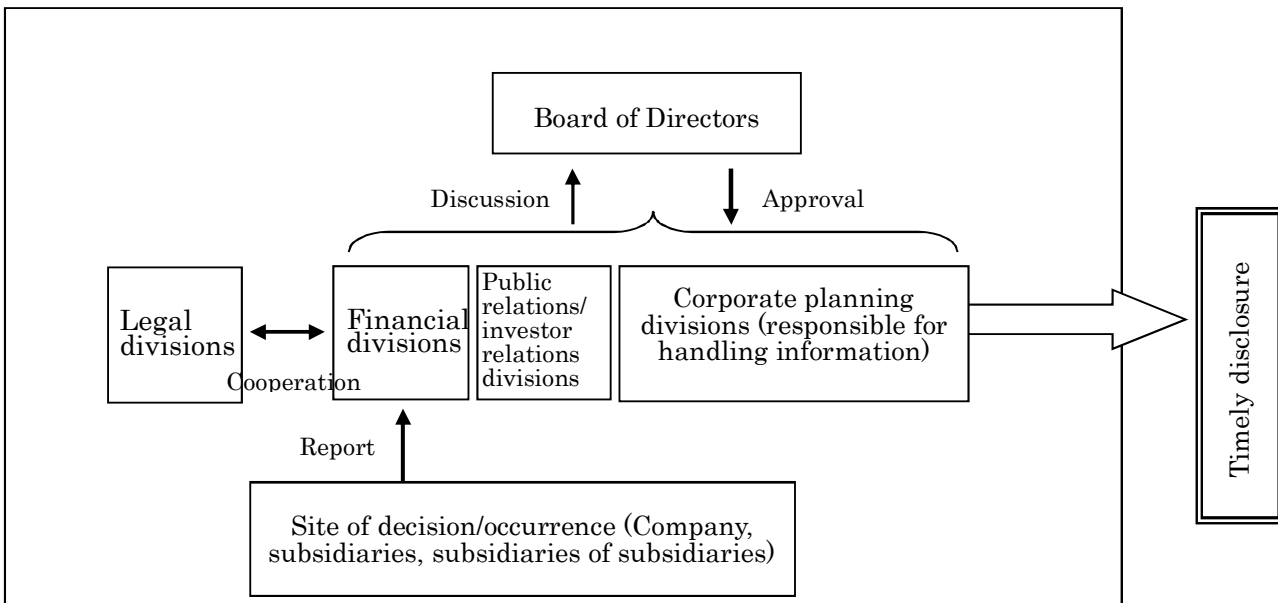 Board of Directors
Discussion
Approval
Legal
divisions
Cooperation
Financial
divisions
Public
relations/
investor
relations
divisions
Corporate planning
divisions (responsible for
handling information)
Timely disclosure
Report
Site of decision/occurrence (Company,
subsidiaries, subsidiaries of subsidiaries)